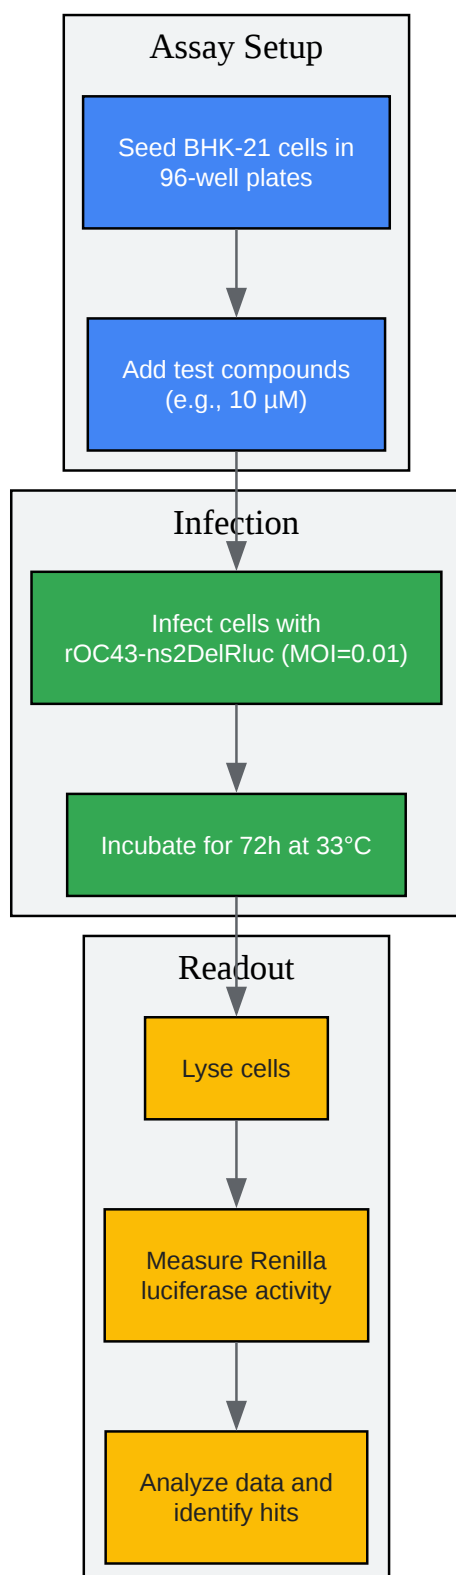 Assay Setup
Seed BHK-21 cells in
96-well plates
Add test compounds
(e.g., 10 µM)
Infection
Infect cells with
rOC43-ns2DelRluc (MOI=0.01)
Incubate for 72h at 33°C
Readout
Lyse cells
Measure Renilla
luciferase activity
Analyze data and
identify hits